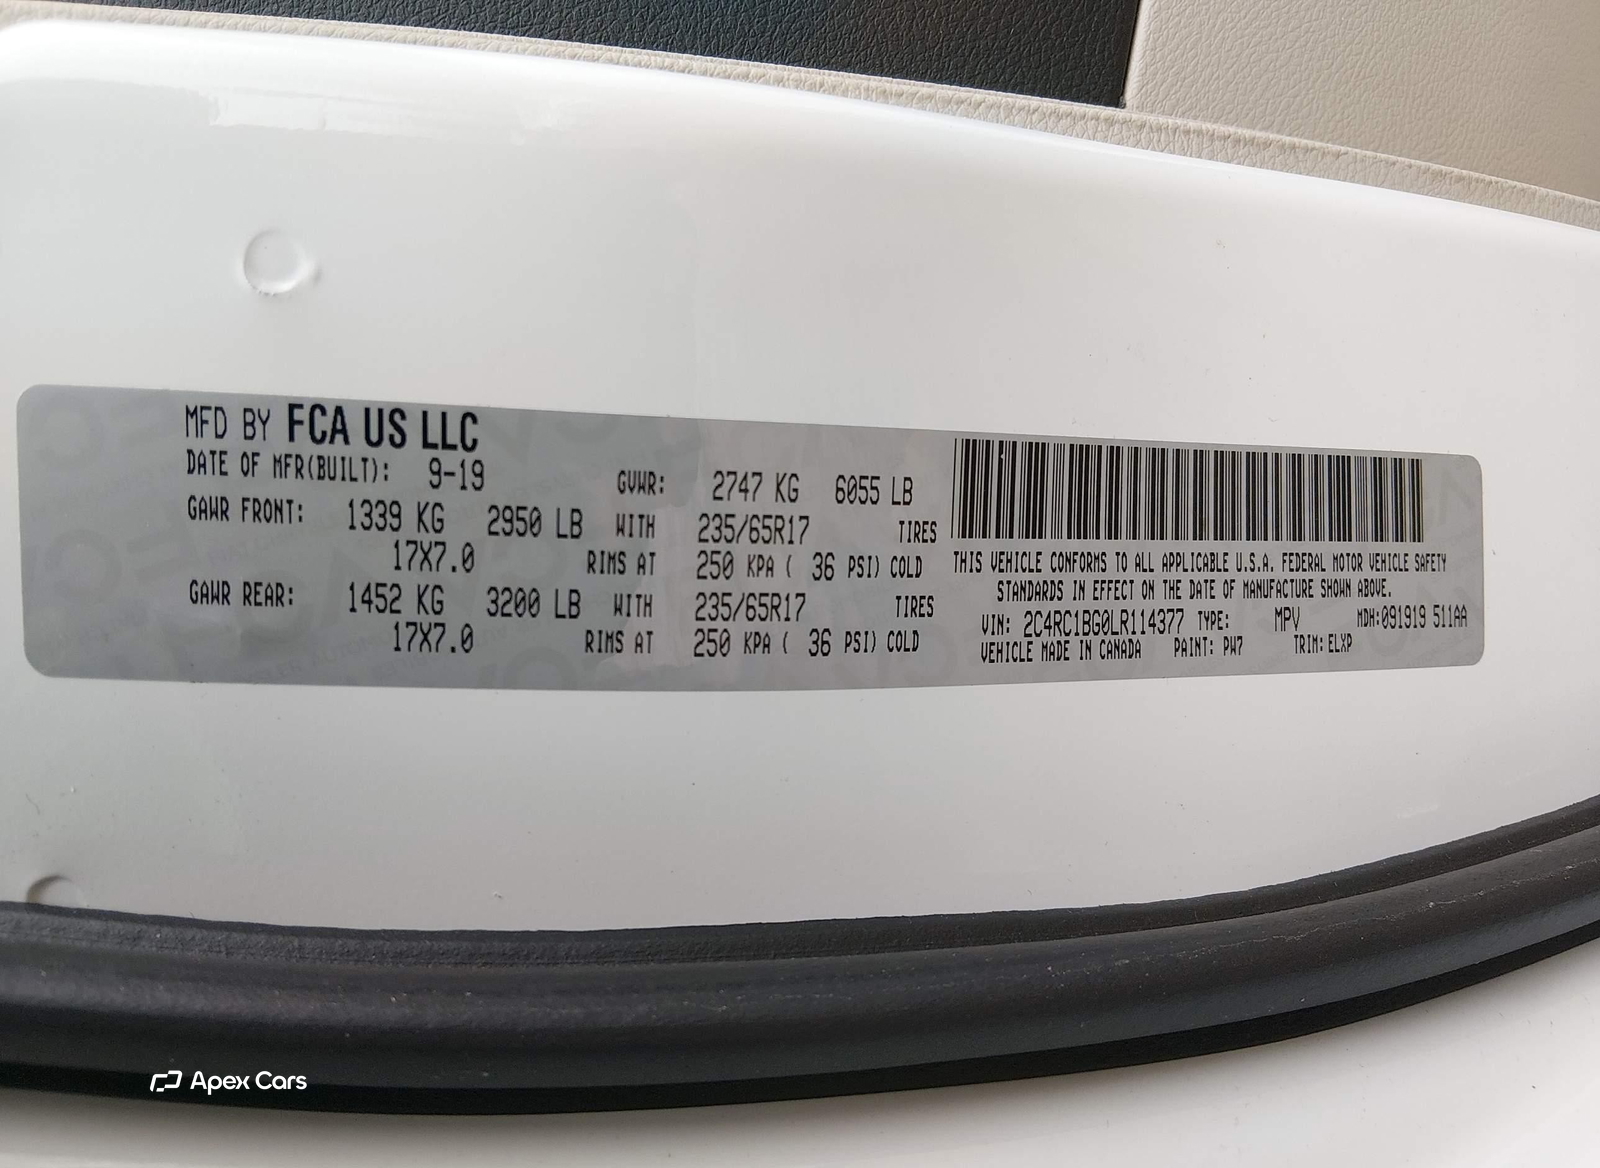 MFD BY FCA US LLC
DATE OF MFR(BUILT): 9-19 GVWR: 2747 KG 6055 LB
GAWR FRONT: 1339 KG 2950 LB WITH 235/65R17 TIRES
17X7.0 RIMS AT 250 KPA ( 36 PSI) COLD
GAWR REAR: 1452 KG 3200 LB WITH 235/65R17 TIRES
17X7.0 RIMS AT 250 KPA ( 36 PSI) COLD
THIS VEHICLE CONFORMS TO ALL APPLICABLE U.S.A. FEDERAL MOTOR VEHICLE SAFETY
STANDARDS IN EFFECT ON THE DATE OF MANUFACTURE SHOWN ABOVE.
VIN: 2C4RC1BG0LR114377 TYPE: MPV MDH:091919 511AA
VEHICLE MADE IN CANADA PAINT: PW7 TRIM: ELXP
Apex Cars